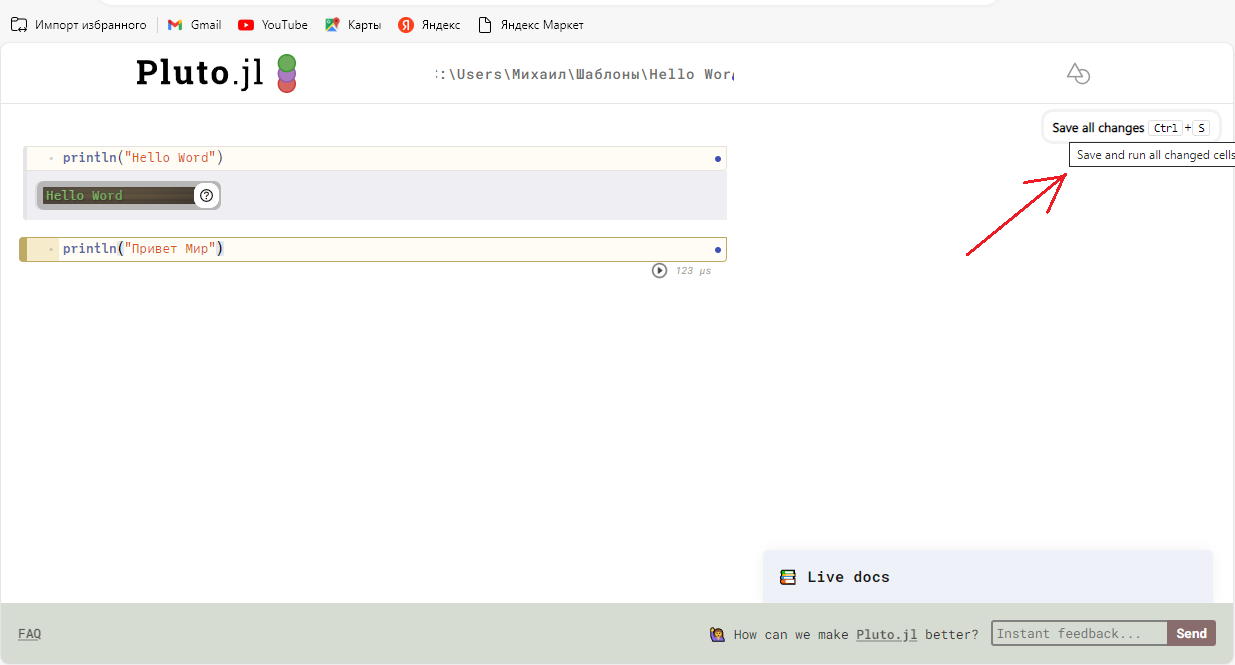 Импорт избранного Gmail YouTube Карты Яндекс Яндекс Маркет
Pluto.jl :\Users\Михаил\Шаблоны\Hello Wor
Save all changes Ctrl + S
Save and run all changed cells
println("Hello Word")
Hello Word
println("Привет Мир")
123 μs
Live docs
FAQ How can we make Pluto.jl better? Instant feedback... Send